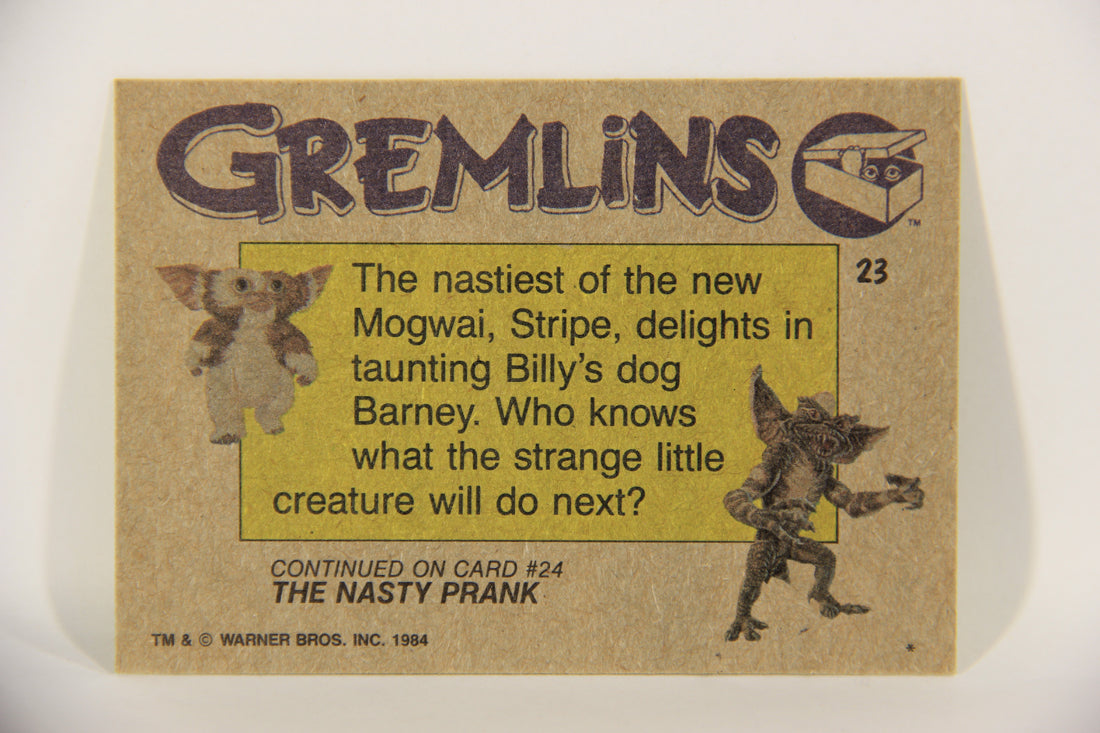 GREMLiNS
TM
23
The nastiest of the new
Mogwai, Stripe, delights in
taunting Billy's dog
Barney. Who knows
what the strange little
creature will do next?
CONTINUED ON CARD #24
THE NASTY PRANK
TM & © WARNER BROS. INC. 1984
*